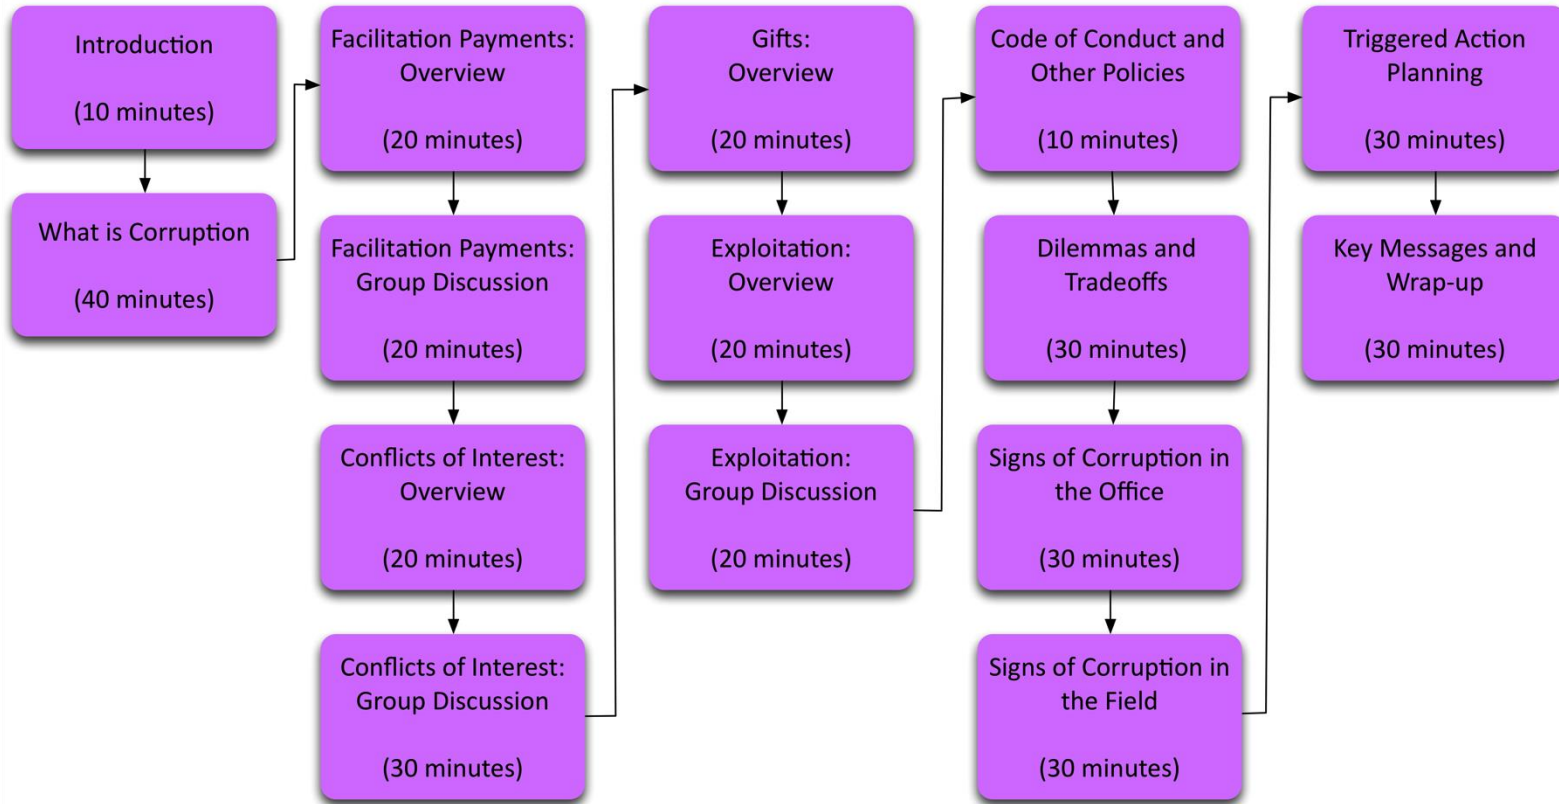 Introduction
(10 minutes)
What is Corruption
(40 minutes)
Facilitation Payments:
Overview
(20 minutes)
Facilitation Payments:
Group Discussion
(20 minutes)
Conflicts of Interest:
Overview
(20 minutes)
Conflicts of Interest:
Group Discussion
(30 minutes)
Gifts:
Overview
(20 minutes)
Exploitation:
Overview
(20 minutes)
Exploitation:
Group Discussion
(20 minutes)
Code of Conduct and
Other Policies
(10 minutes)
Dilemmas and
Tradeoffs
(30 minutes)
Signs of Corruption in
the Office
(30 minutes)
Signs of Corruption in
the Field
(30 minutes)
Triggered Action
Planning
(30 minutes)
Key Messages and
Wrap-up
(30 minutes)